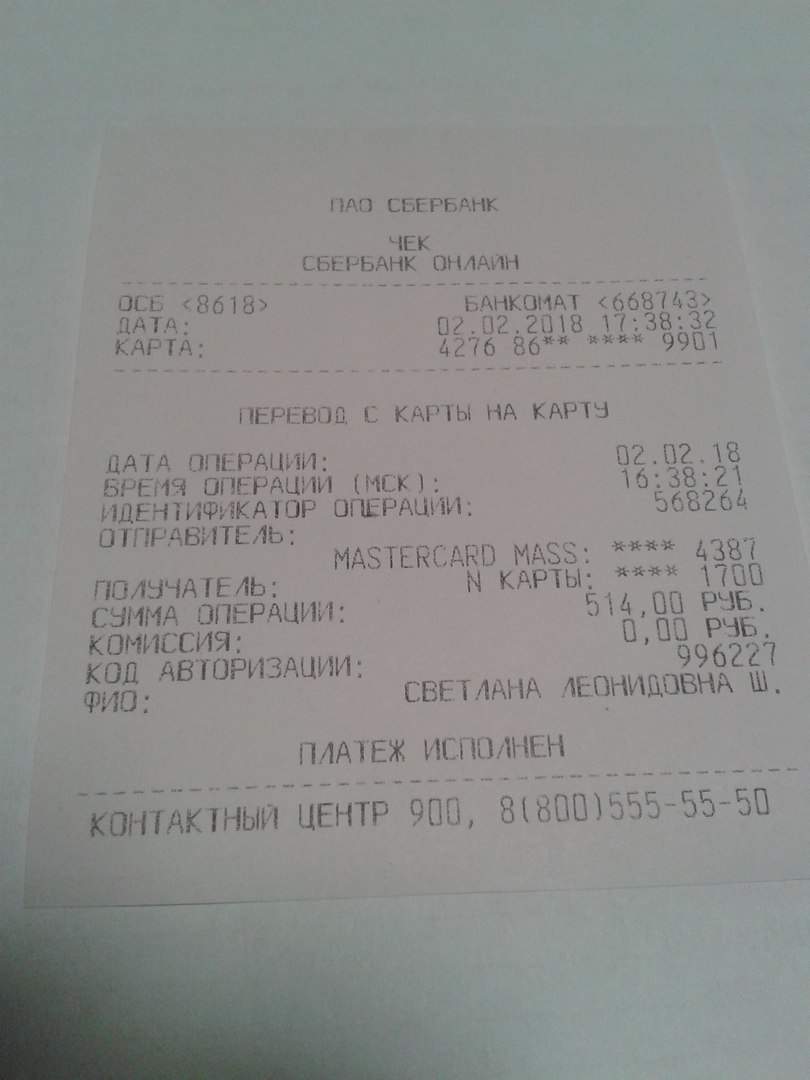 ПАО СБЕРБАНК
ЧЕК
СБЕРБАНК ОНЛАЙН
ОСБ <8618> БАНКОМАТ <668743>
ДАТА: 02.02.2018 17:38:32
КАРТА: 4276 86** **** 9901
ПЕРЕВОД С КАРТЫ НА КАРТУ
ДАТА ОПЕРАЦИИ: 02.02.18
ВРЕМЯ ОПЕРАЦИИ (МСК): 16:38:21
ИДЕНТИФИКАТОР ОПЕРАЦИИ: 568264
ОТПРАВИТЕЛЬ:
MASTERCARD MASS: **** 4387
ПОЛУЧАТЕЛЬ: N КАРТЫ: **** 1700
СУММА ОПЕРАЦИИ: 514,00 РУБ.
КОМИССИЯ: 0,00 РУБ.
КОД АВТОРИЗАЦИИ: 996227
ФИО: СВЕТЛАНА ЛЕОНИДОВНА Ш.
ПЛАТЕЖ ИСПОЛНЕН
КОНТАКТНЫЙ ЦЕНТР 900, 8(800)555-55-50